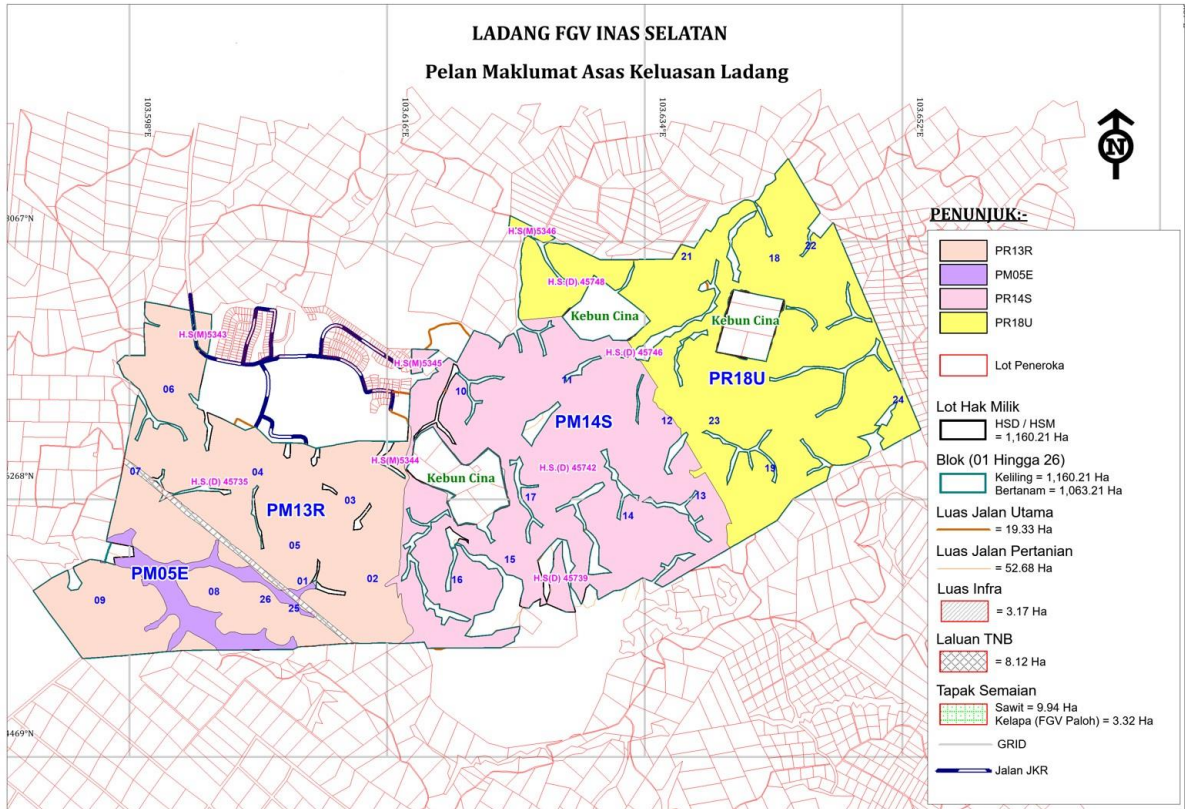 LADANG FGV INAS SELATAN
Pelan Maklumat Asas Keluasan Ladang
103.598°E
103.616°E
103.634°E
103.652°E
N
067°N
268°N
469°N
H.S(M)5346
21
18
22
H.S.(D).45748
Kebun Cina
Kebun Cina
H.S(M)5343
H.S(M)5345
H.S.(D) 45746
PR18U
06
10
11
24
PM14S
12
23
H.S(M)5344
07
04
H.S.(D) 45735
Kebun Cina
H.S.(D) 45742
19
03
17
13
PM13R
14
05
15
PM05E
01
02
16
H.S(D) 45739
08
26
25
09
PENUNJUK:-
PR13R
PM05E
PR14S
PR18U
Lot Peneroka
Lot Hak Milik
HSD / HSM
= 1,160.21 Ha
Blok (01 Hingga 26)
Keliling = 1,160.21 Ha
Bertanam = 1,063.21 Ha
Luas Jalan Utama
= 19.33 Ha
Luas Jalan Pertanian
= 52.68 Ha
Luas Infra
= 3.17 Ha
Laluan TNB
= 8.12 Ha
Tapak Semaian
Sawit = 9.94 Ha
Kelapa (FGV Paloh) = 3.32 Ha
GRID
Jalan JKR